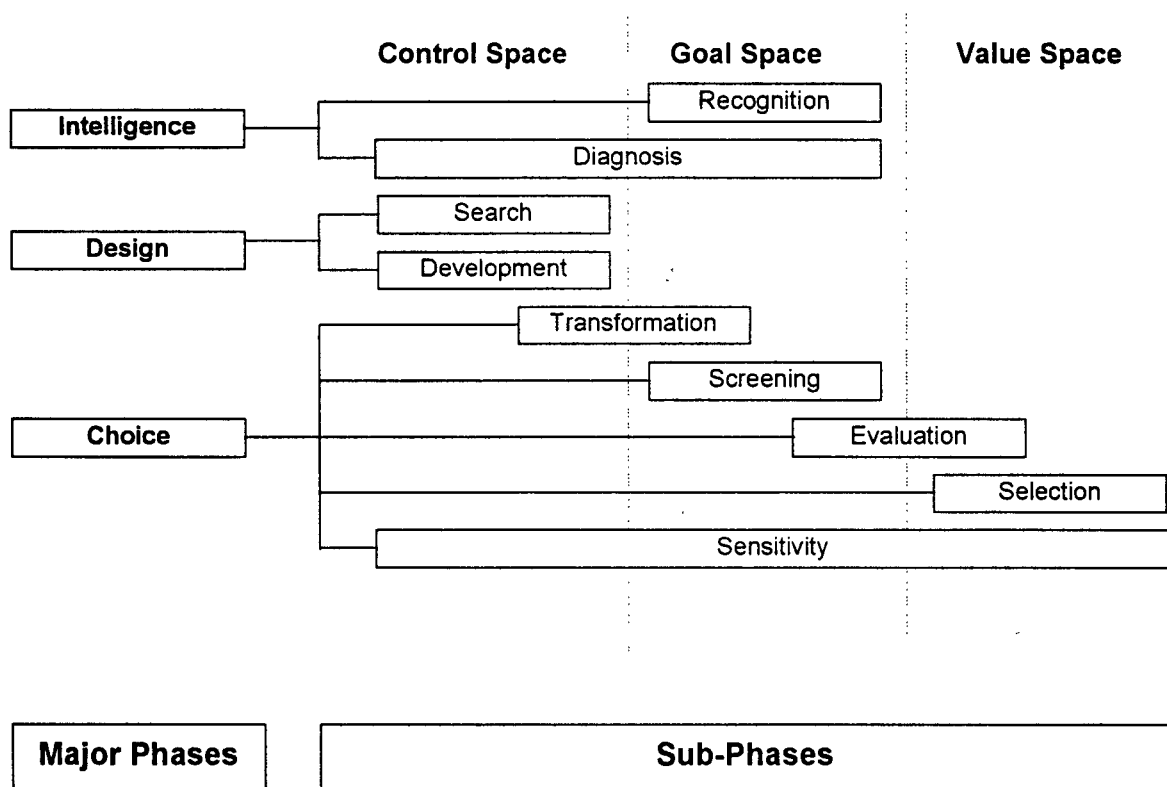 Control Space
Goal Space
Value Space
Recognition
Intelligence
Diagnosis
Search
Design
Development
Transformation
Screening
Choice
Evaluation
Selection
Sensitivity
Major Phases
Sub-Phases